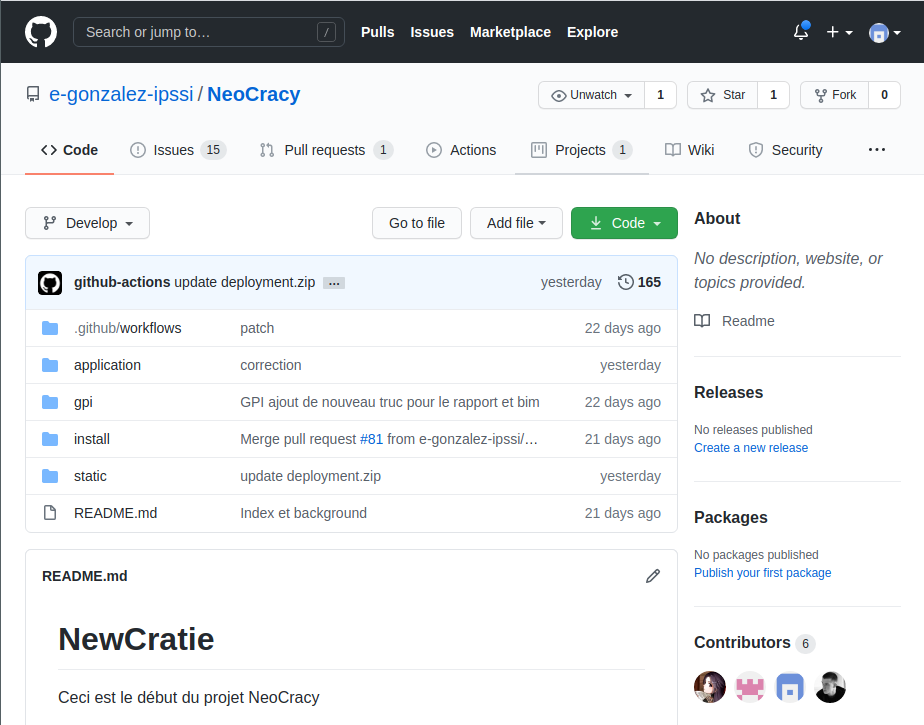 Search or jump to… /
Pulls Issues Marketplace Explore
e-gonzalez-ipssi / NeoCracy
Unwatch 1 Star 1 Fork 0
Code Issues 15 Pull requests 1 Actions Projects 1 Wiki Security ...
Develop Go to file Add file Code
github-actions update deployment.zip … yesterday 165
.github/workflows patch 22 days ago
application correction yesterday
gpi GPI ajout de nouveau truc pour le rapport et bim 22 days ago
install Merge pull request #81 from e-gonzalez-ipssi/… 21 days ago
static update deployment.zip yesterday
README.md Index et background 21 days ago
README.md
NewCratie
Ceci est le début du projet NeoCracy
About
No description, website, or
topics provided.
Readme
Releases
No releases published
Create a new release
Packages
No packages published
Publish your first package
Contributors 6